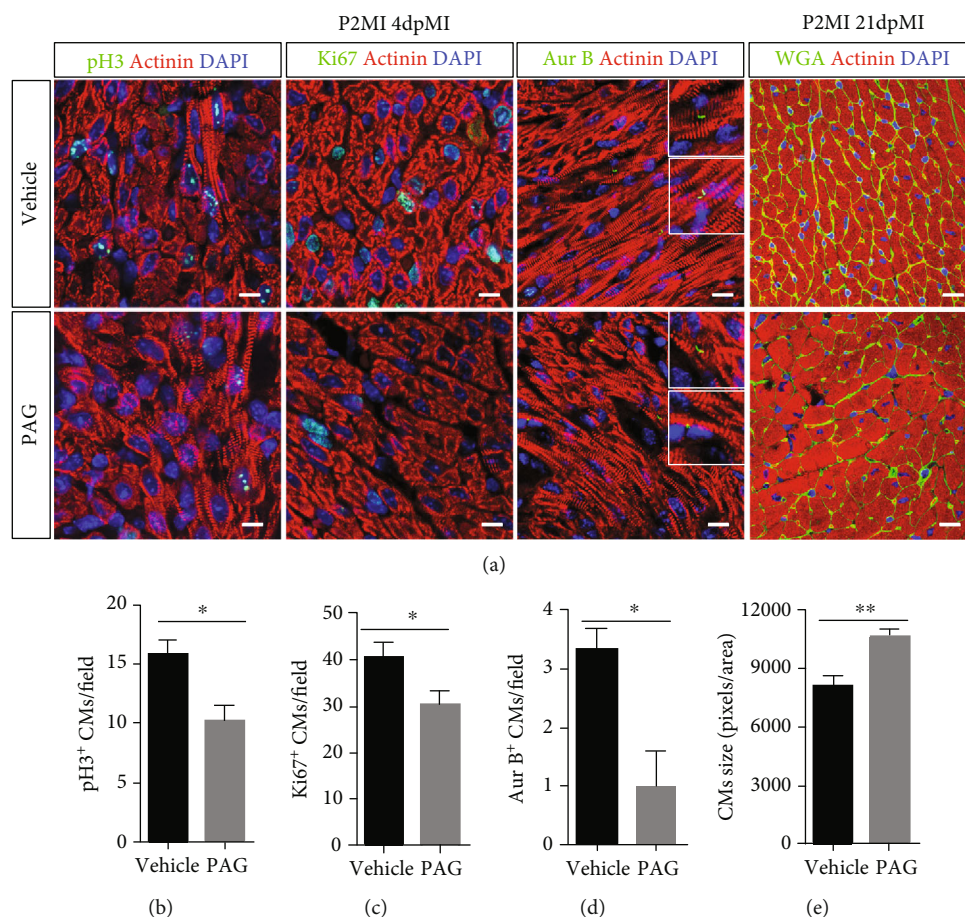 P2MI 4dpMI
P2MI 21dpMI
pH3 Actinin DAPI
Ki67 Actinin DAPI
Aur B Actinin DAPI
WGA Actinin DAPI
Vehicle
PAG
(a)
20
15
10
5
0
pH3⁺ CMs/field
*
Vehicle PAG
(b)
50
40
30
20
10
0
Ki67⁺ CMs/field
*
Vehicle PAG
(c)
4
3
2
1
0
Aur B⁺ CMs/field
*
Vehicle PAG
(d)
12000
9000
6000
3000
0
CMs size (pixels/area)
**
Vehicle PAG
(e)